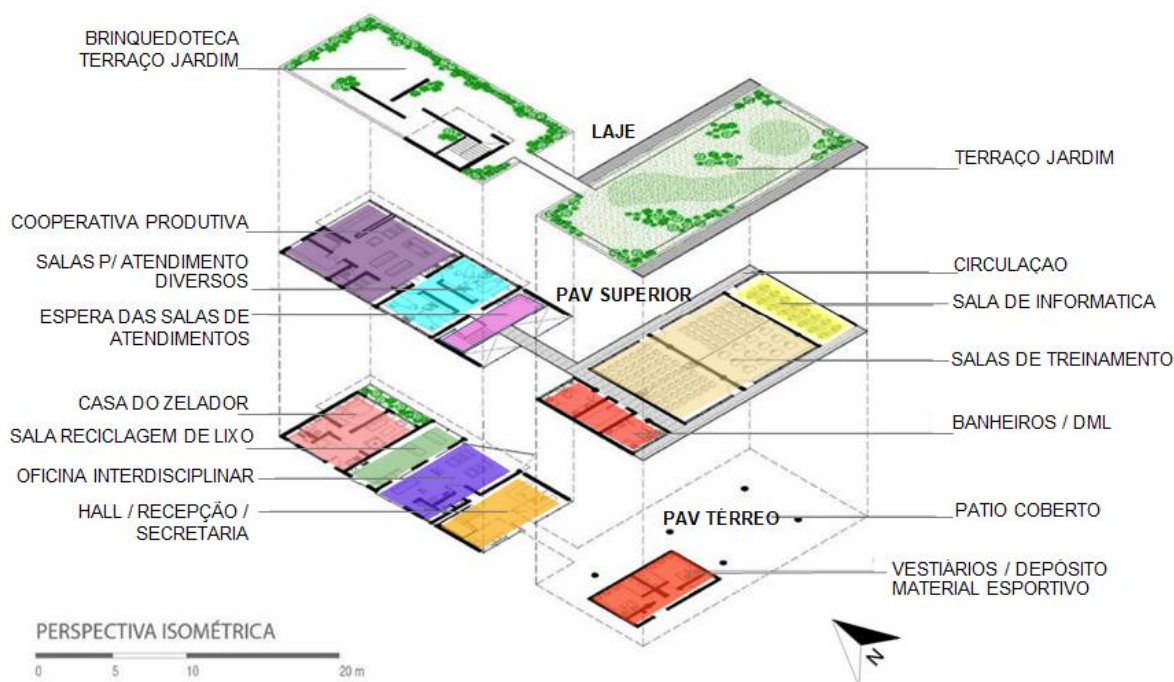 BRINQUEDOTECA
TERRAÇO JARDIM
LAJE
TERRAÇO JARDIM
COOPERATIVA PRODUTIVA
SALAS P/ ATENDIMENTO
DIVERSOS
ESPERA DAS SALAS DE
ATENDIMENTOS
PAV SUPERIOR
CIRCULAÇAO
SALA DE INFORMATICA
SALAS DE TREINAMENTO
BANHEIROS / DML
CASA DO ZELADOR
SALA RECICLAGEM DE LIXO
OFICINA INTERDISCIPLINAR
HALL / RECEPÇÃO /
SECRETARIA
PAV TÉRREO
PATIO COBERTO
VESTIÁRIOS / DEPÓSITO
MATERIAL ESPORTIVO
PERSPECTIVA ISOMÉTRICA
0 5 10 20 m
N